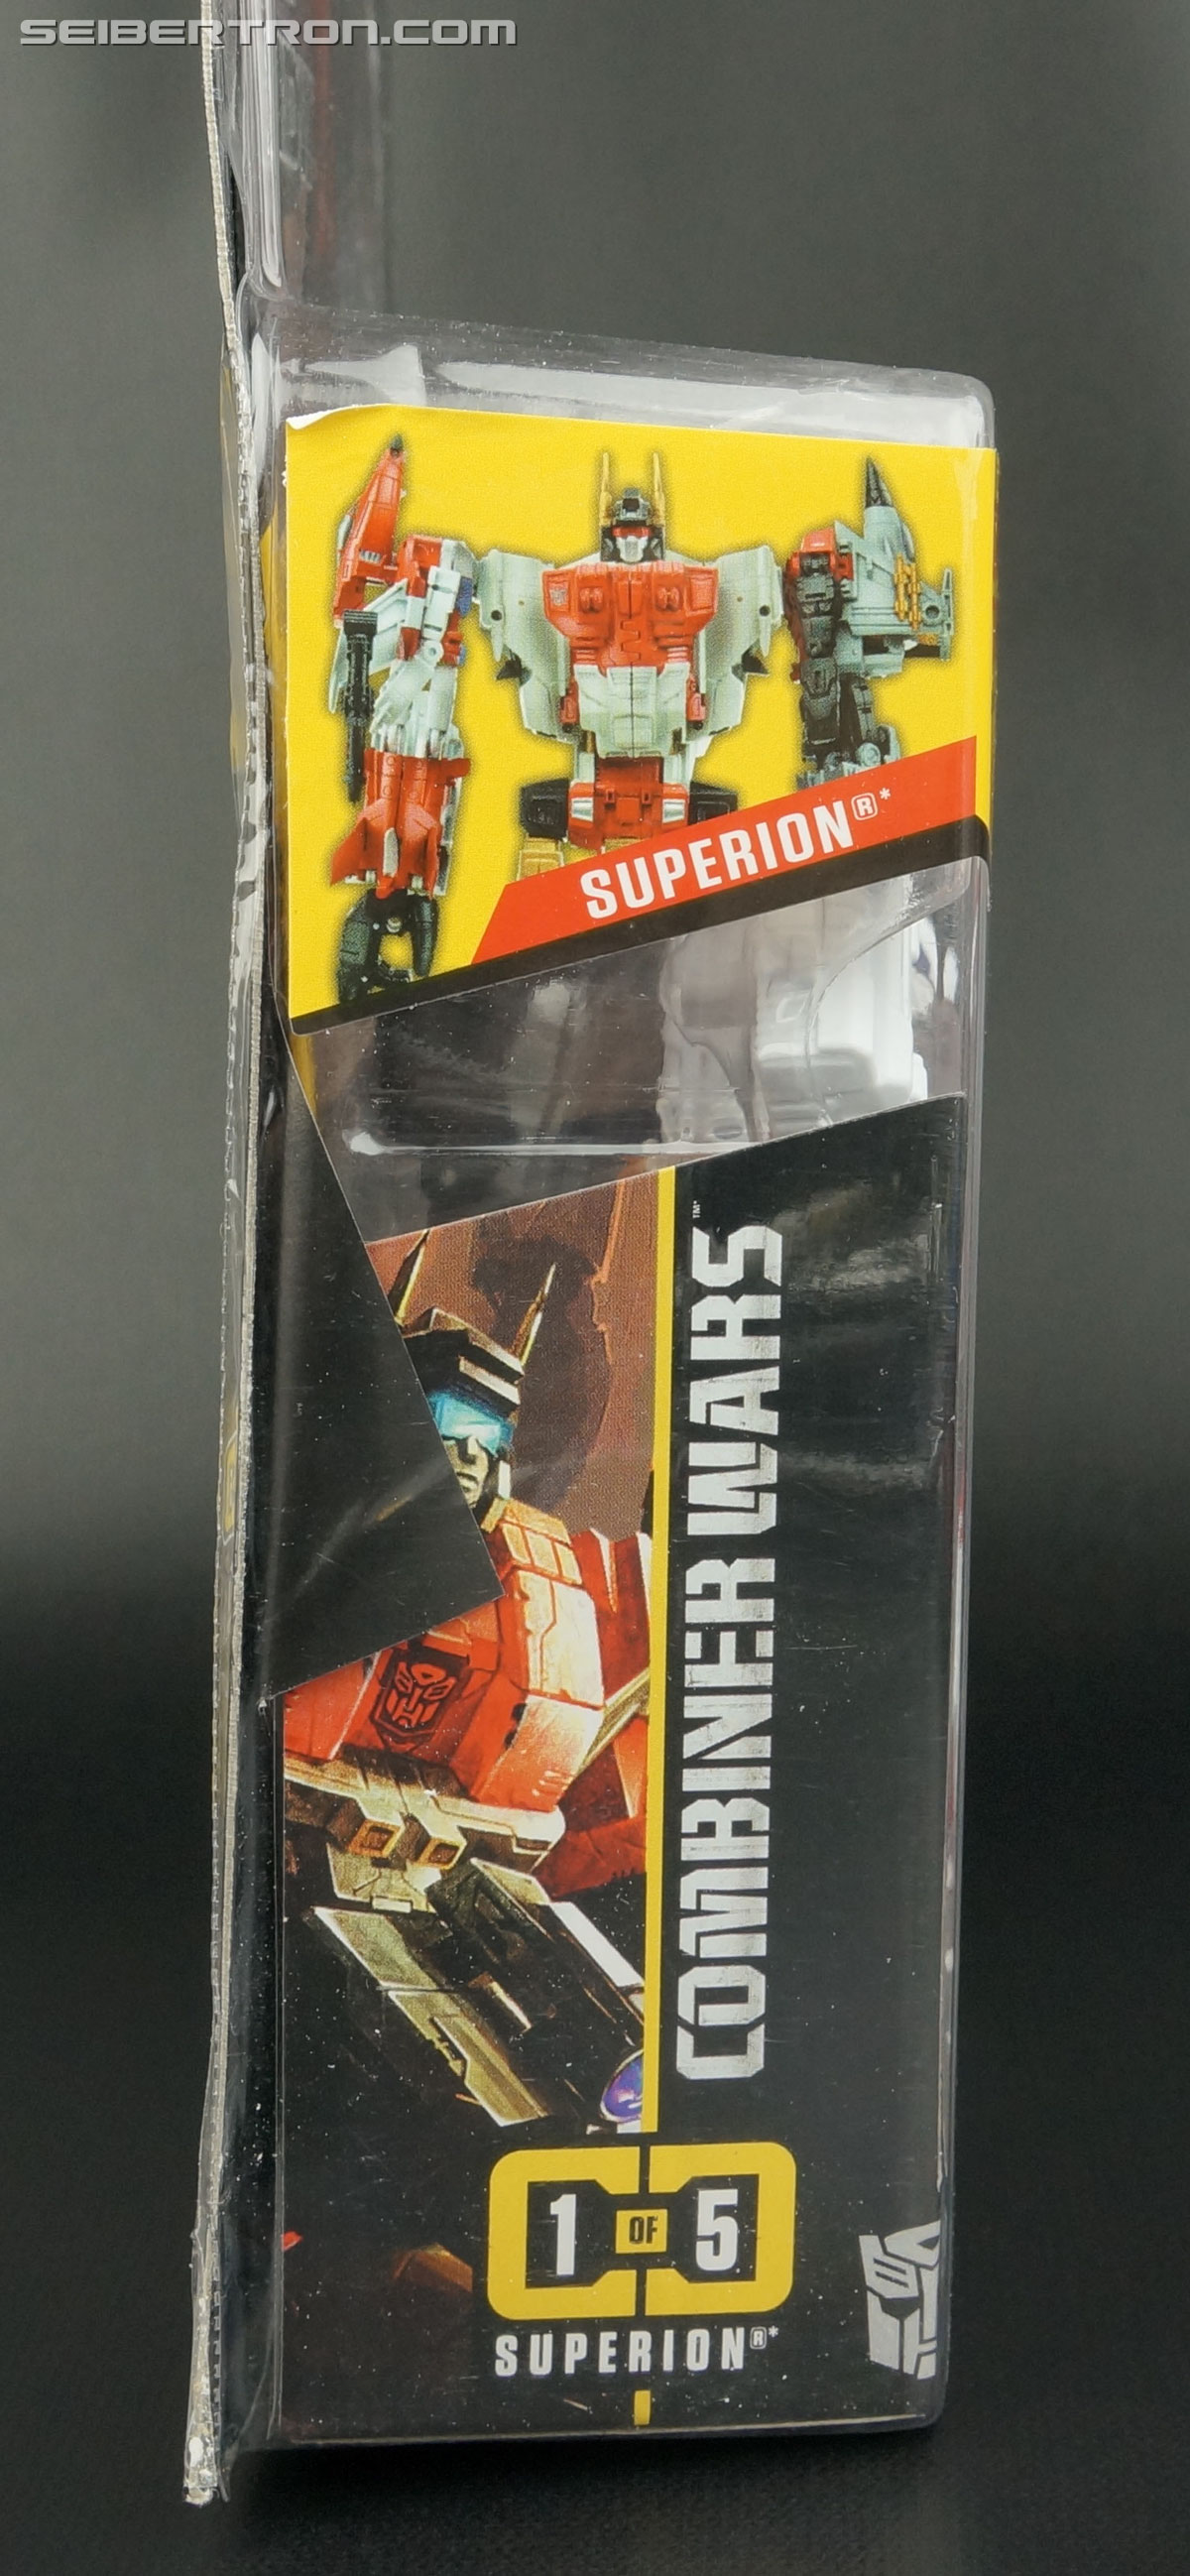 SEIBERTRON.COM
SUPERION®*
COMBINER WARS™
1 OF 5
SUPERION®*